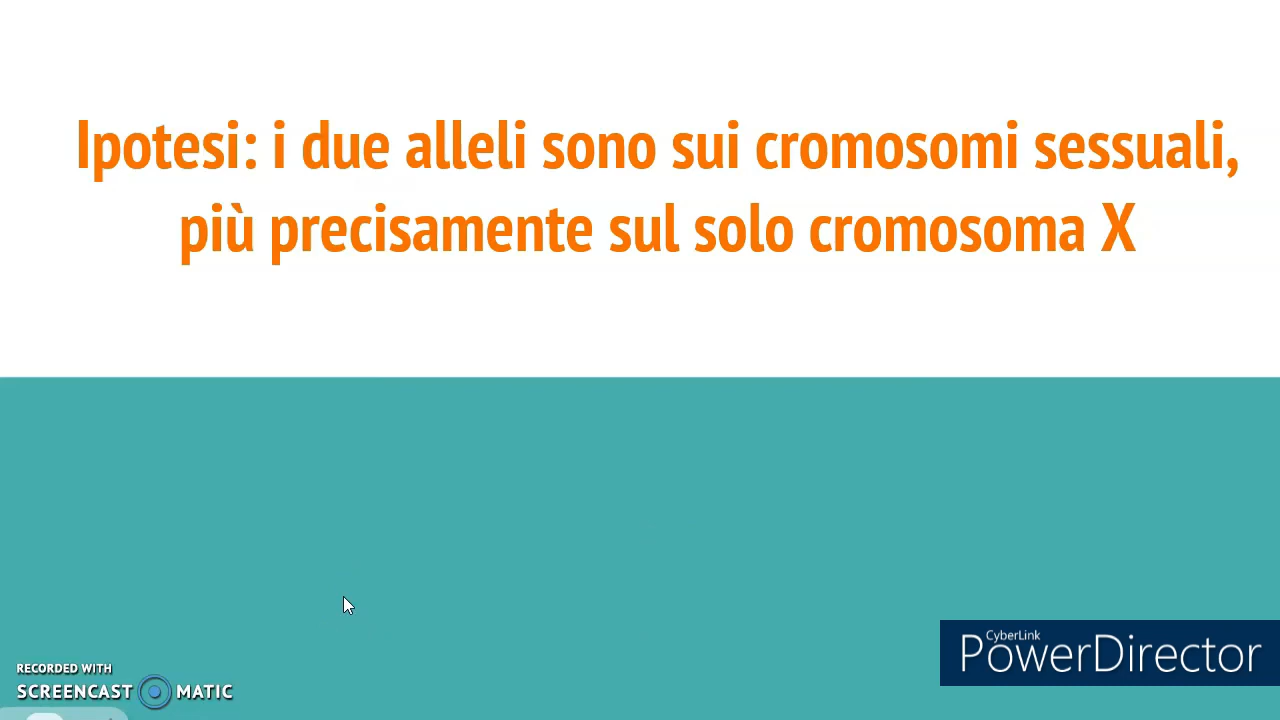 Ipotesi: i due alleli sono sui cromosomi sessuali,
più precisamente sul solo cromosoma X
CyberLink
PowerDirector
RECORDED WITH
SCREENCAST MATIC